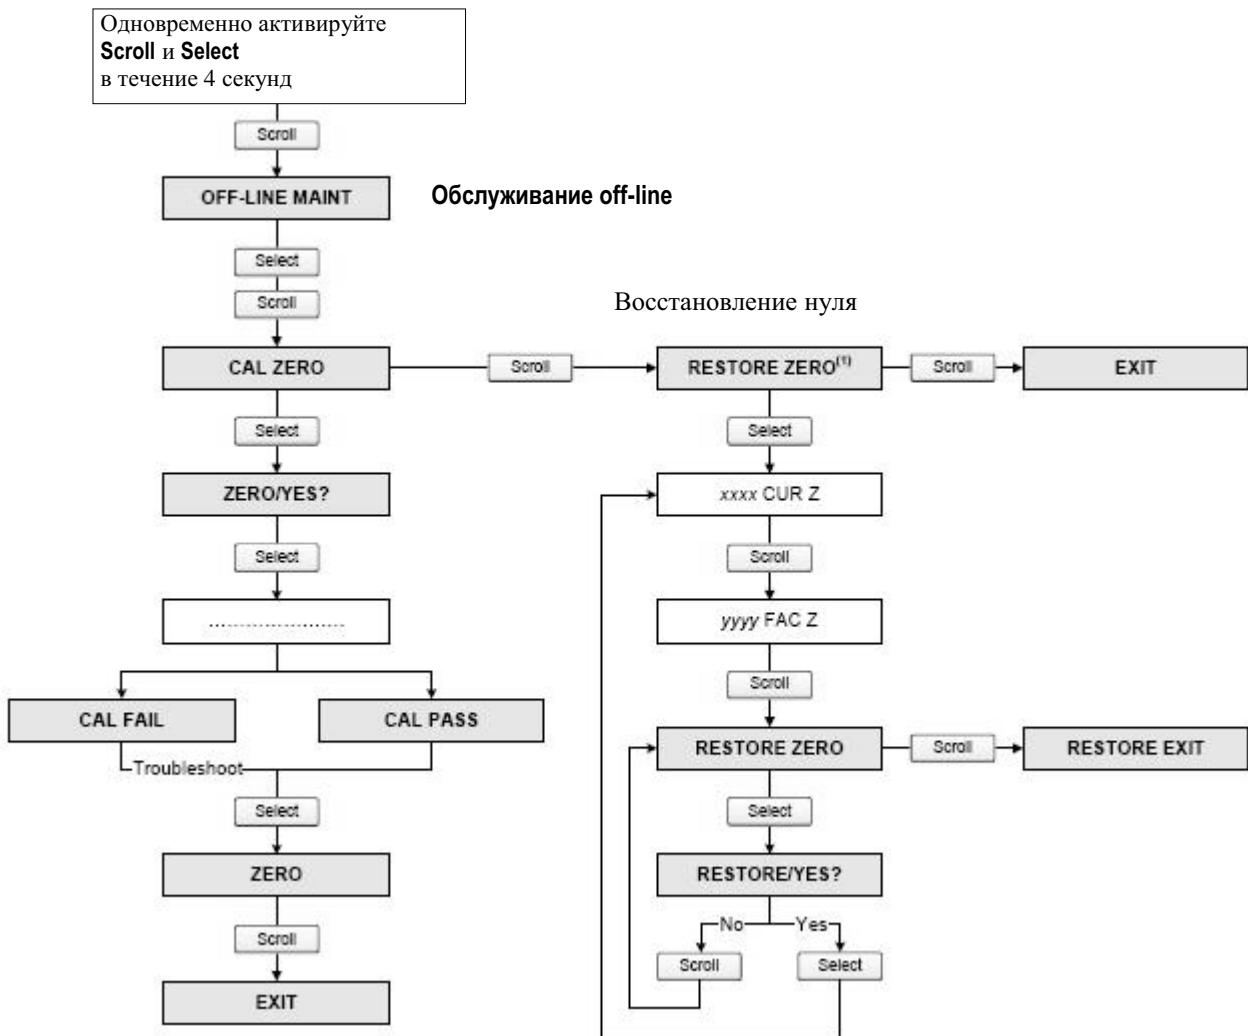 Одновременно активируйте
Scroll и Select
в течение 4 секунд
Scroll
OFF-LINE MAINT
Обслуживание off-line
Select
Scroll
Восстановление нуля
CAL ZERO
Scroll
RESTORE ZERO(1)
Scroll
EXIT
Select
Select
ZERO/YES?
xxxx CUR Z
Select
Scroll
.....................
yyyy FAC Z
Scroll
CAL FAIL
CAL PASS
RESTORE ZERO
Scroll
RESTORE EXIT
Troubleshoot
Select
Select
ZERO
RESTORE/YES?
No
Yes
Scroll
Scroll
Select
EXIT